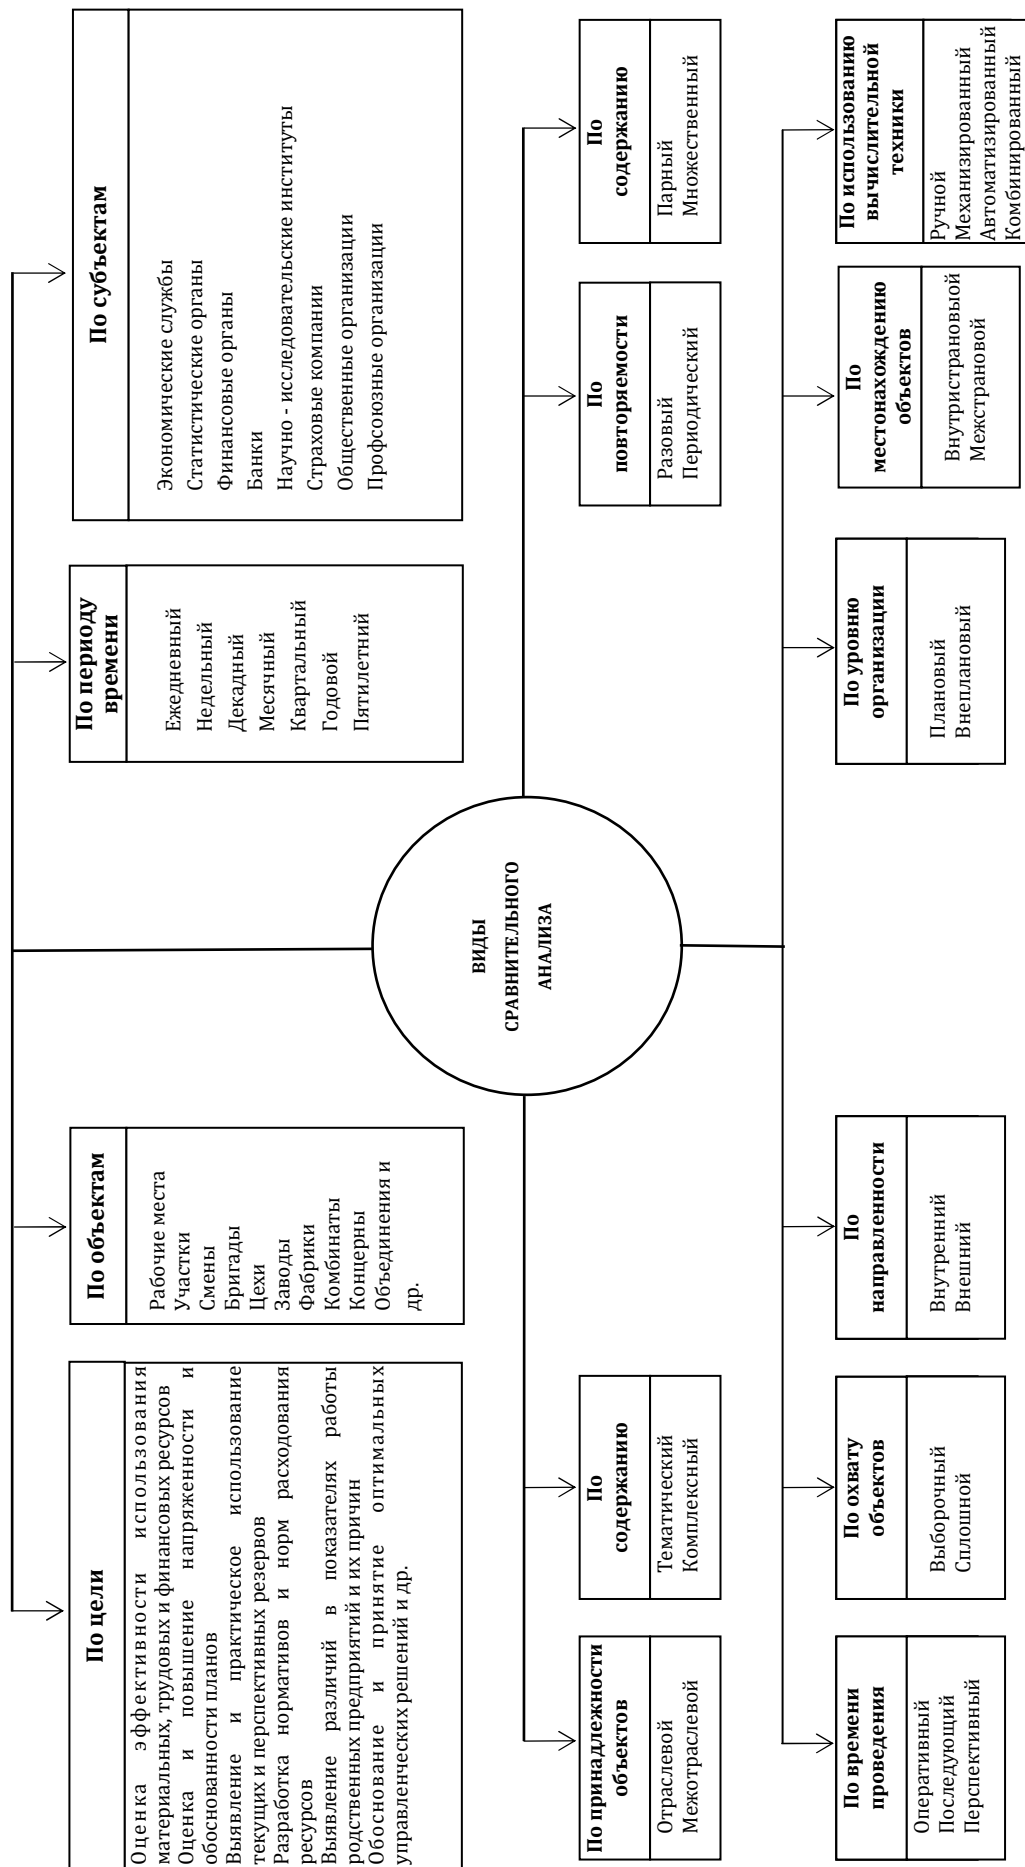 По цели
Оценка эффективности использования
материальных, трудовых и финансовых ресурсов
Оценка и повышение напряженности и
обоснованности планов
Выявление и практическое использование
текущих и перспективных резервов
Разработка нормативов и норм расходования
ресурсов
Выявление различий в показателях работы
родственных предприятий и их причин
Обоснование и принятие оптимальных
управленческих решений и др.
По объектам
Рабочие места
Участки
Смены
Бригады
Цехи
Заводы
Фабрики
Комбинаты
Концерны
Объединения и
др.
По периоду
времени
Ежедневный
Недельный
Декадный
Месячный
Квартальный
Годовой
Пятилетний
По субъектам
Экономические службы
Статистические органы
Финансовые органы
Банки
Научно - исследовательские институты
Страховые компании
Общественные организации
Профсоюзные организации
ВИДЫ
СРАВНИТЕЛЬНОГО
АНАЛИЗА
По принадлежности
объектов
Отраслевой
Межотраслевой
По
содержанию
Тематический
Комплексный
По
повторяемости
Разовый
Периодический
По
содержанию
Парный
Множественный
По времени
проведения
Оперативный
Последующий
Перспективный
По охвату
объектов
Выборочный
Сплошной
По
направленности
Внутренний
Внешний
По уровню
организации
Плановый
Внеплановый
По
местонахождению
объектов
Внутристрановыой
Межстрановой
По использованию
вычислительной
техники
Ручной
Механизированный
Автоматизированный
Комбинированный